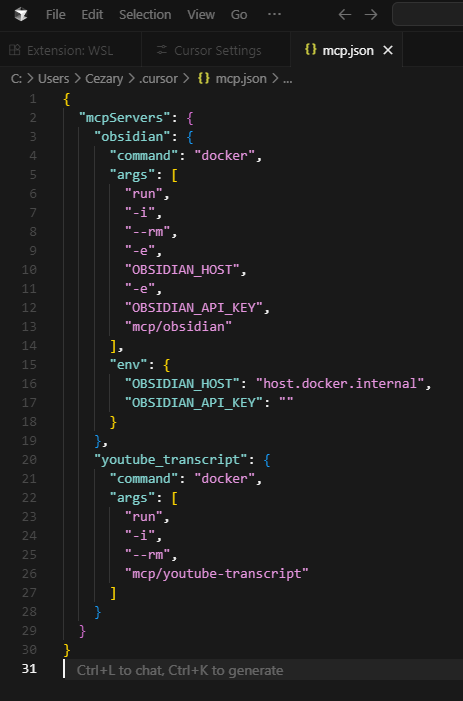 File Edit Selection View Go ···
Extension: WSL Cursor Settings {} mcp.json
C: > Users > Cezary > .cursor > {} mcp.json > ...
1 {
2 "mcpServers": {
3 "obsidian": {
4 "command": "docker",
5 "args": [
6 "run",
7 "-i",
8 "--rm",
9 "-e",
10 "OBSIDIAN_HOST",
11 "-e",
12 "OBSIDIAN_API_KEY",
13 "mcp/obsidian"
14 ],
15 "env": {
16 "OBSIDIAN_HOST": "host.docker.internal",
17 "OBSIDIAN_API_KEY": ""
18 }
19 },
20 "youtube_transcript": {
21 "command": "docker",
22 "args": [
23 "run",
24 "-i",
25 "--rm",
26 "mcp/youtube-transcript"
27 ]
28 }
29 }
30 }
31 Ctrl+L to chat, Ctrl+K to generate